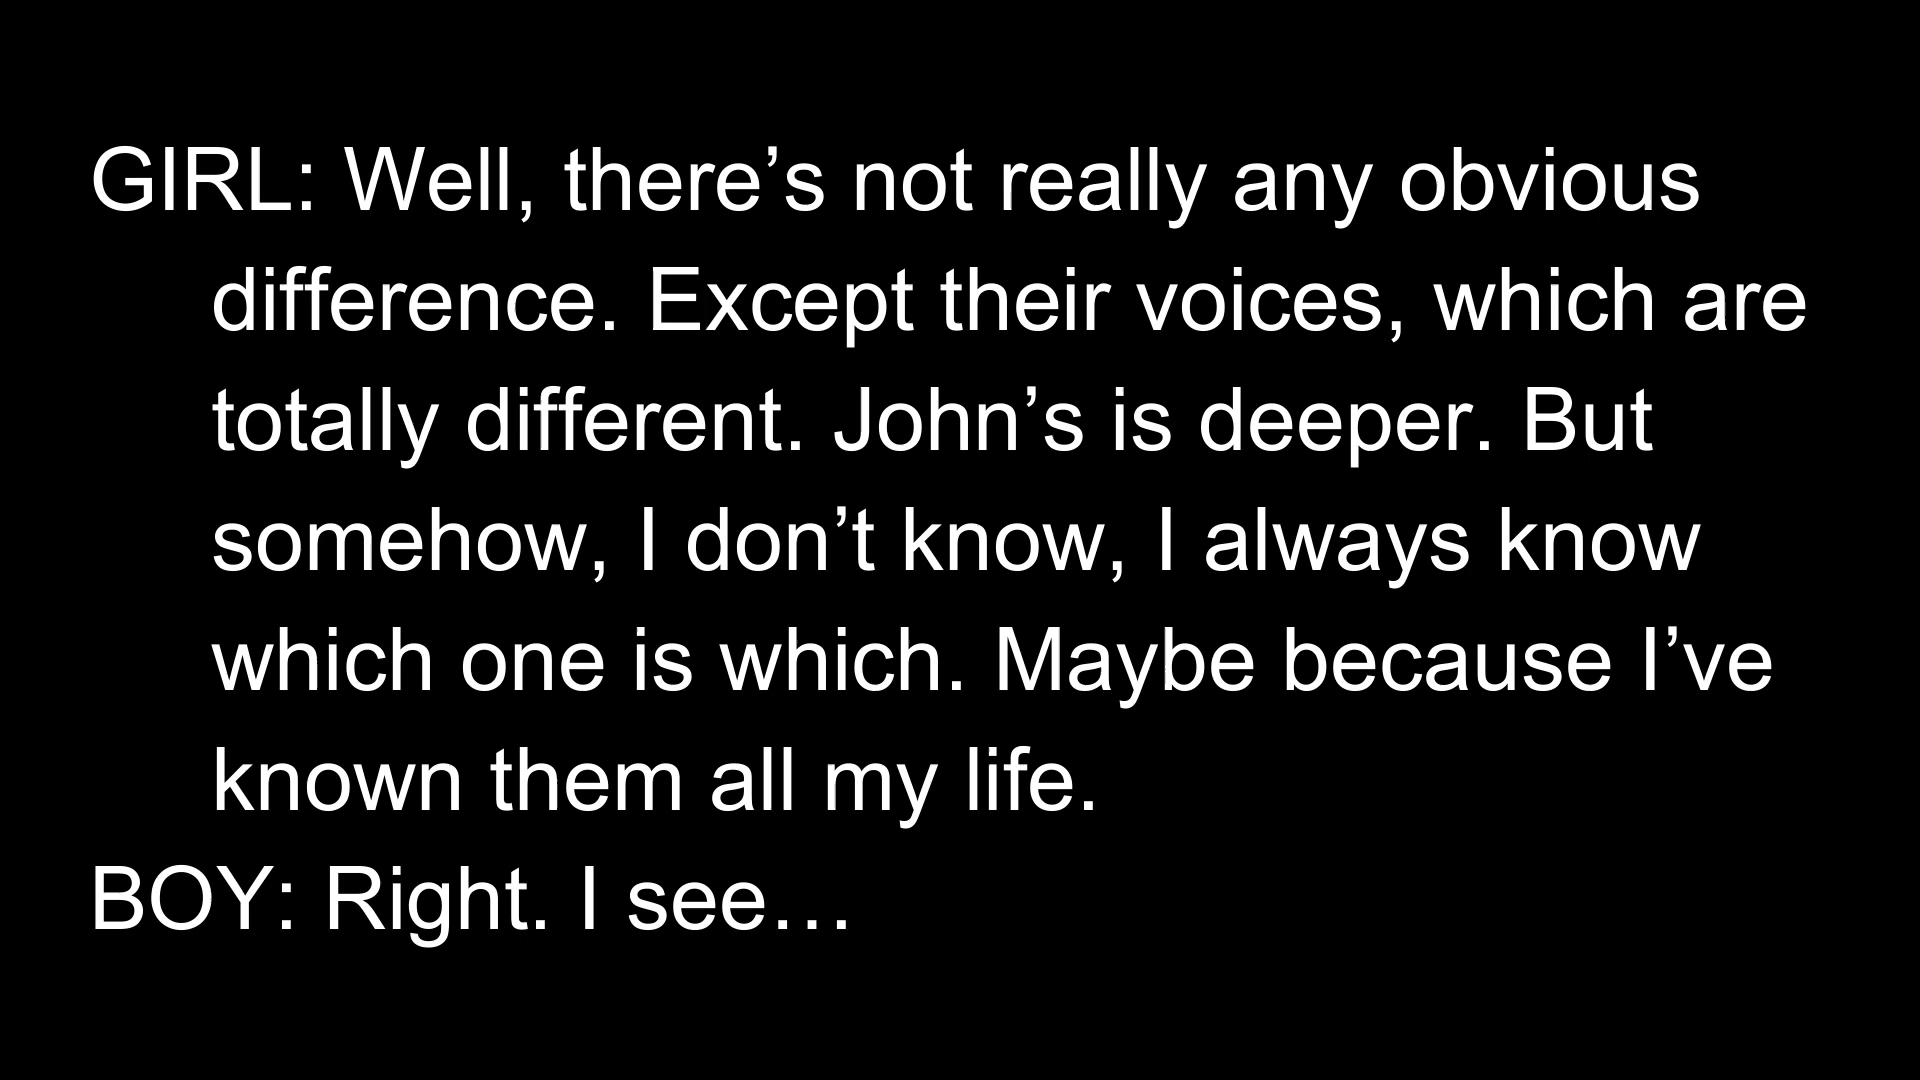 GIRL: Well, there’s not really any obvious
difference. Except their voices, which are
totally different. John’s is deeper. But
somehow, I don’t know, I always know
which one is which. Maybe because I’ve
known them all my life.
BOY: Right. I see…